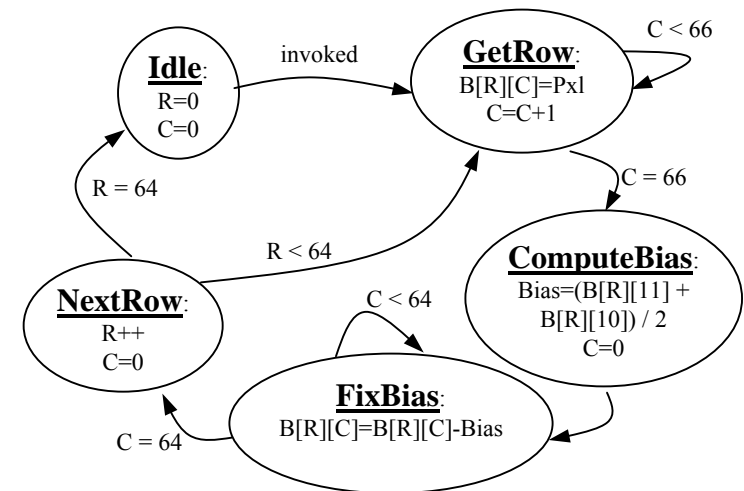 Idle:
R=0
C=0
invoked
GetRow:
B[R][C]=Pxl
C=C+1
C < 66
C = 66
R = 64
R < 64
ComputeBias:
Bias=(B[R][11] +
B[R][10]) / 2
C=0
NextRow:
R++
C=0
C < 64
FixBias:
B[R][C]=B[R][C]-Bias
C = 64